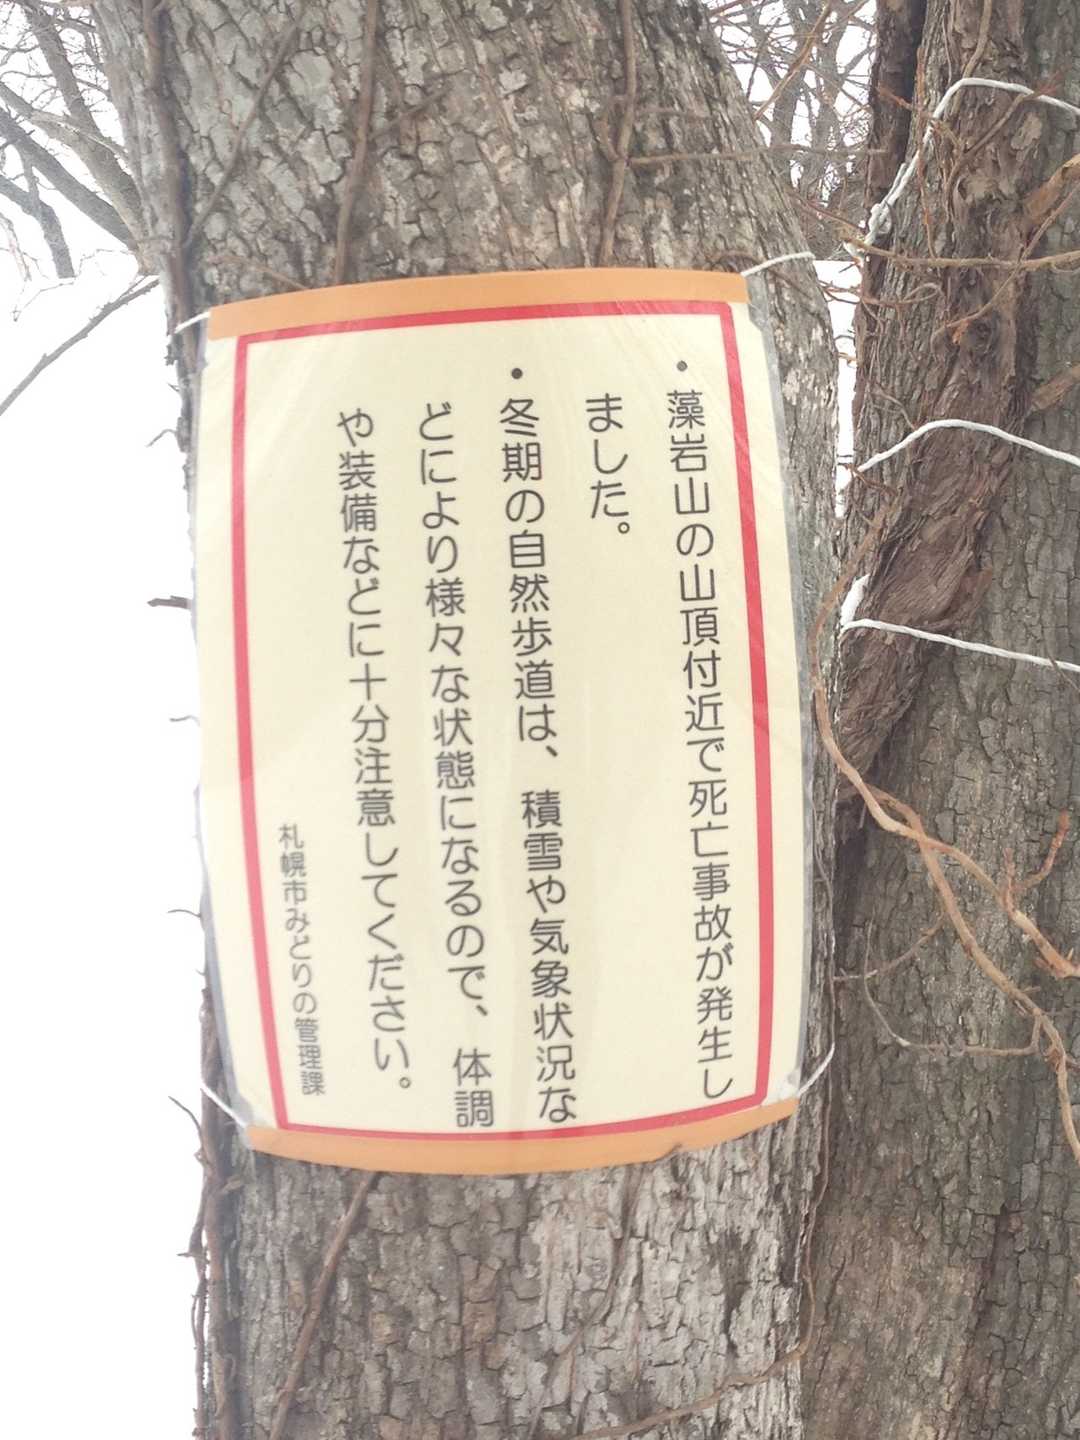 ・藻岩山の山頂付近で死亡事故が発生し
ました。
・冬期の自然歩道は、積雪や気象状況な
どにより様々な状態になるので、体調
や装備などに十分注意してください。
札幌市みどりの管理課